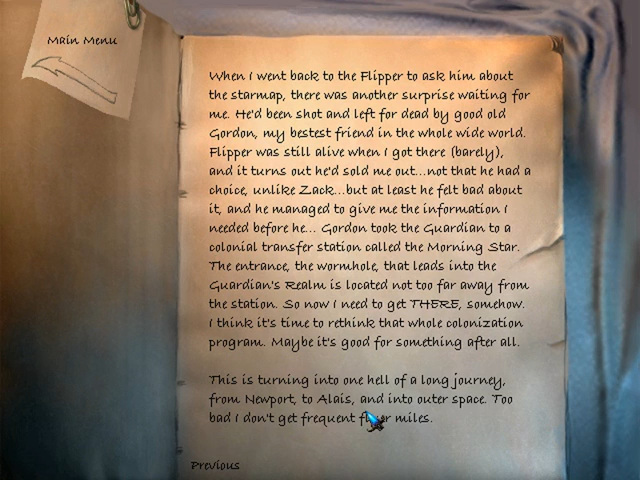 Main Menu
When I went back to the Flipper to ask him about
the starmap, there was another surprise waiting for
me. He'd been shot and left for dead by good old
Gordon, my bestest friend in the whole wide world.
Flipper was still alive when I got there (barely),
and it turns out he'd sold me out...not that he had a
choice, unlike Zack...but at least he felt bad about
it, and he managed to give me the information I
needed before he... Gordon took the Guardian to a
colonial transfer station called the Morning Star.
The entrance, the wormhole, that leads into the
Guardian's Realm is located not too far away from
the station. So now I need to get THERE, somehow.
I think it's time to rethink that whole colonization
program. Maybe it's good for something after all.
This is turning into one hell of a long journey,
from Newport, to Alais, and into outer space. Too
bad I don't get frequent flyer miles.
Previous